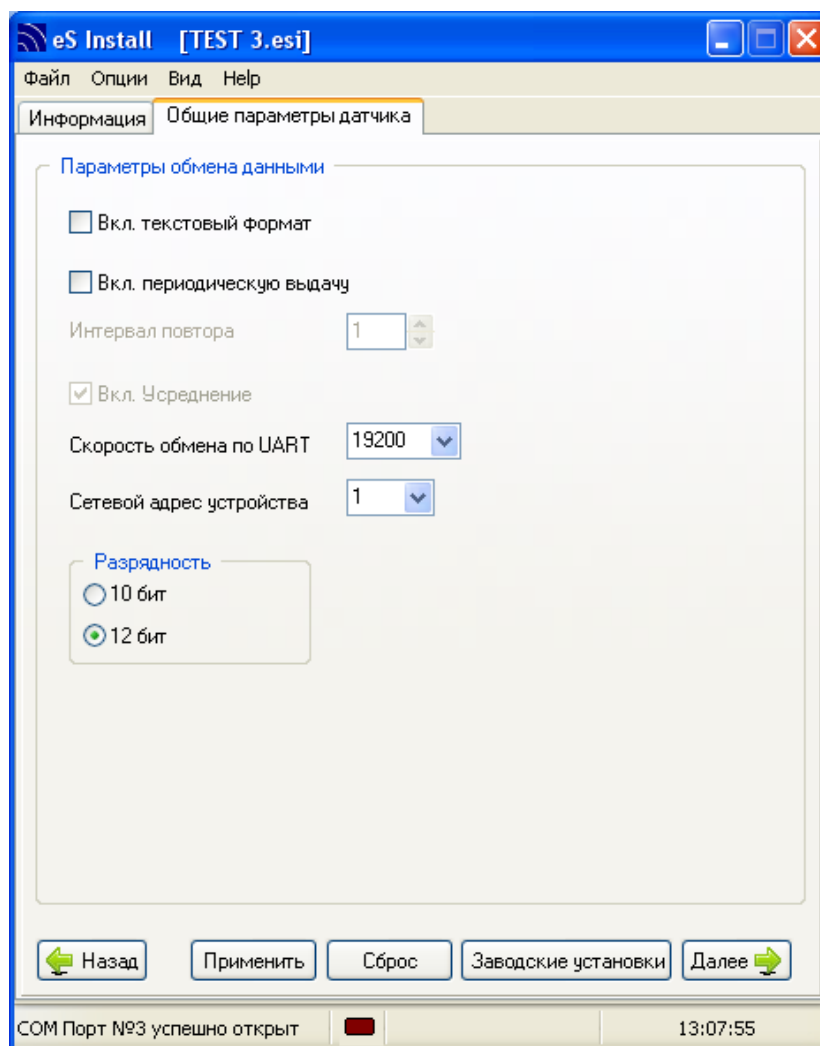 eS Install [TEST 3.esi]
Файл Опции Вид Help
Информация Общие параметры датчика
Параметры обмена данными
Вкл. текстовый формат
Вкл. периодическую выдачу
Интервал повтора 1
Вкл. Усреднение
Скорость обмена по UART 19200
Сетевой адрес устройства 1
Разрядность
10 бит
12 бит
Назад Применить Сброс Заводские установки Далее
COM Порт №3 успешно открыт 13:07:55